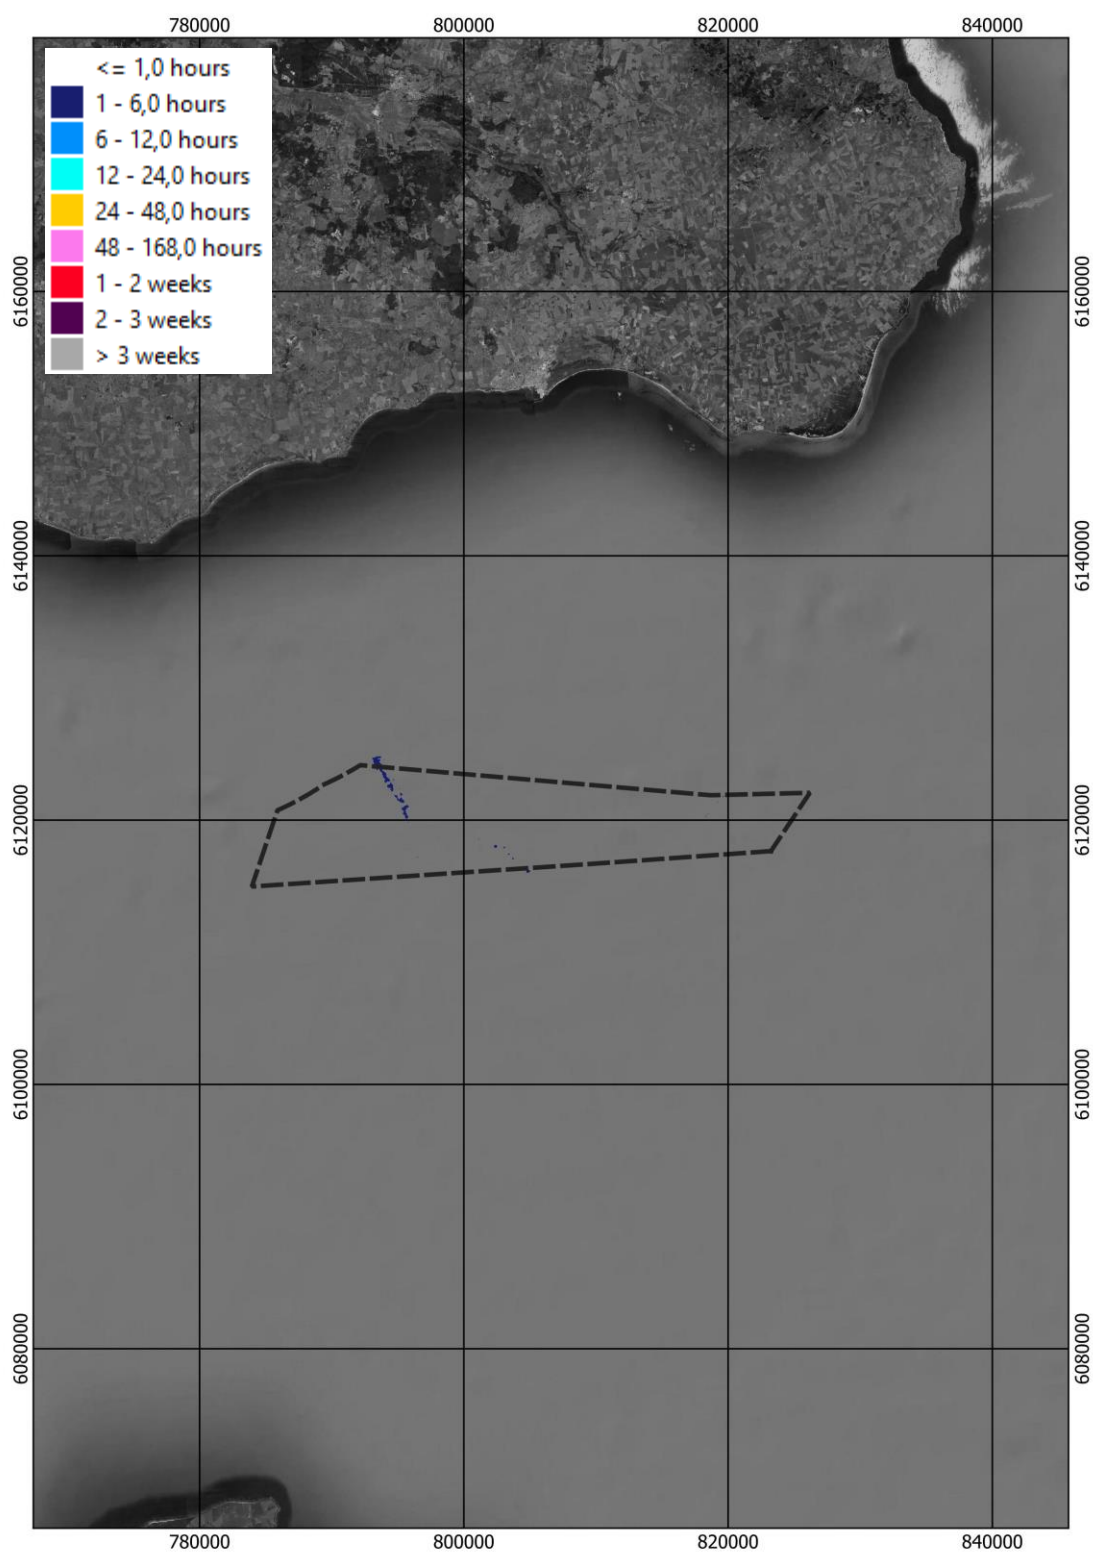 780000
800000
820000
840000
<= 1,0 hours
1 - 6,0 hours
6 - 12,0 hours
12 - 24,0 hours
24 - 48,0 hours
48 - 168,0 hours
1 - 2 weeks
2 - 3 weeks
> 3 weeks
6160000
6160000
6140000
6140000
6120000
6120000
6100000
6100000
6080000
6080000
780000
800000
820000
840000